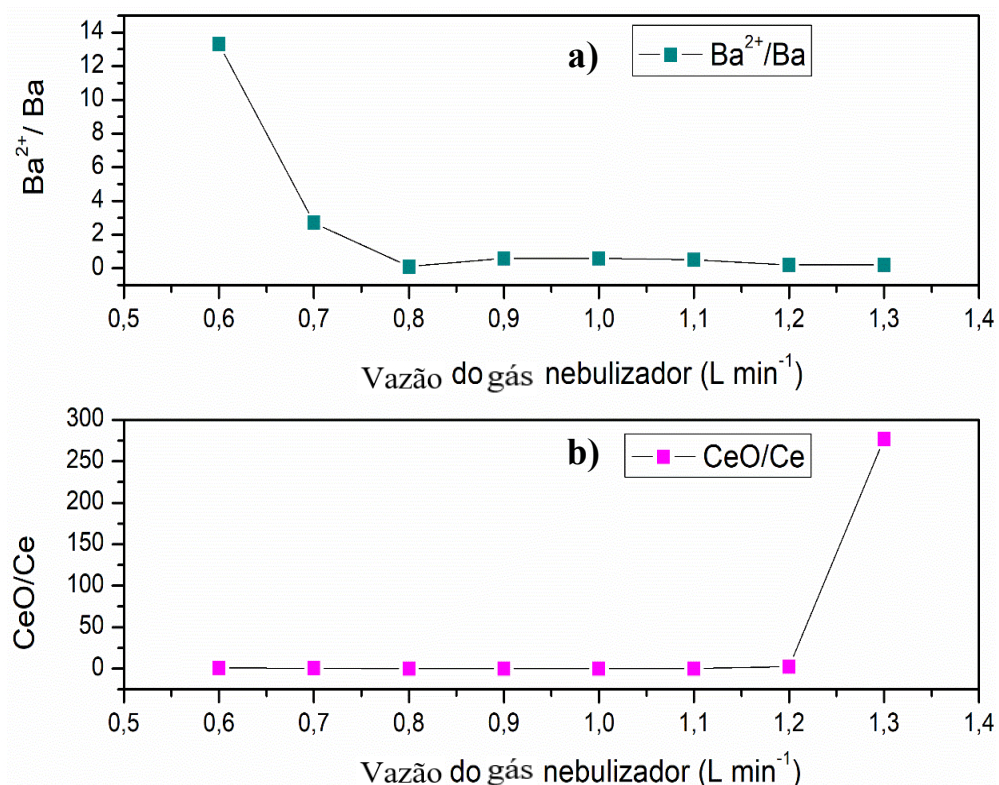 a)
Ba²⁺/Ba
Ba²⁺/ Ba
14
12
10
8
6
4
2
0
0,5 0,6 0,7 0,8 0,9 1,0 1,1 1,2 1,3 1,4
Vazão do gás nebulizador (L min⁻¹)
b)
CeO/Ce
CeO/Ce
300
250
200
150
100
50
0
0,5 0,6 0,7 0,8 0,9 1,0 1,1 1,2 1,3 1,4
Vazão do gás nebulizador (L min⁻¹)